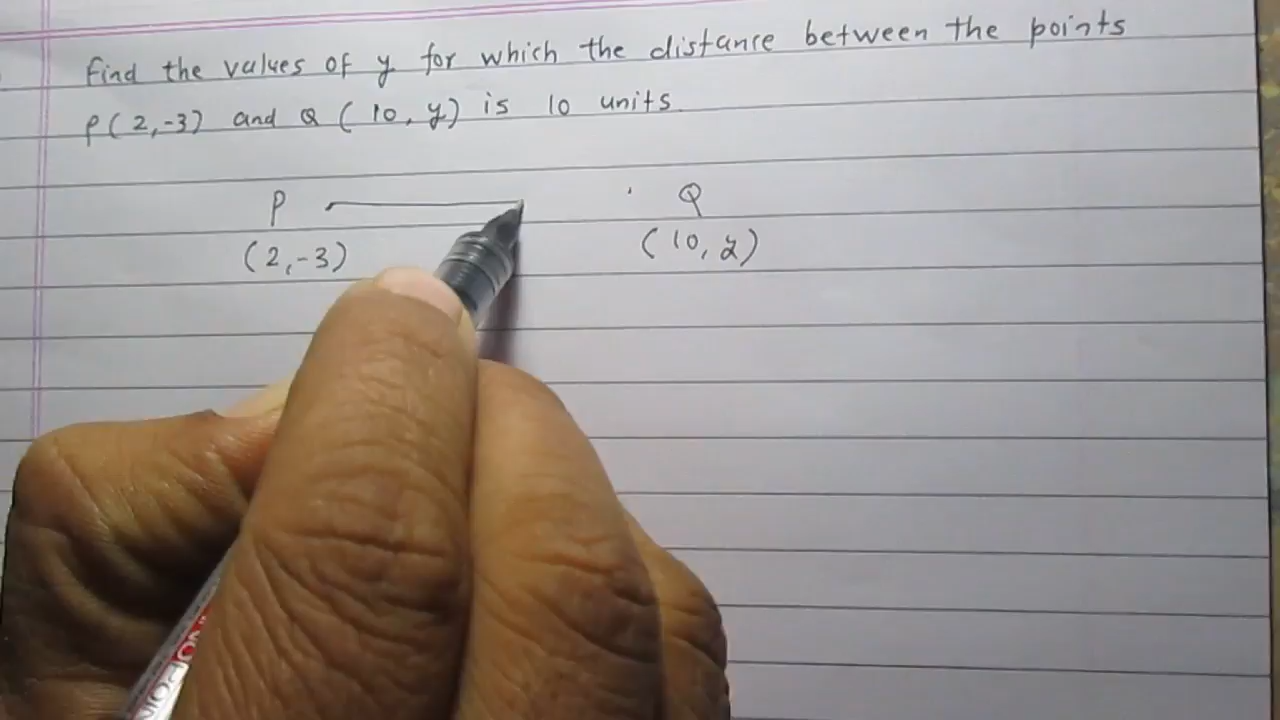 Find the values of y for which the distance between the points
P(2,-3) and Q (10, y) is 10 units.
P Q
(2,-3) (10, y)